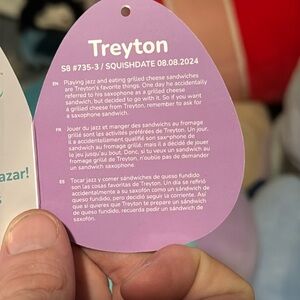 Treyton
S8 #735-3 / SQUISHDATE 08.08.2024
EN Playing jazz and eating grilled cheese sandwiches
are Treyton's favorite things. One day he accidentally
referred to his saxophone as a grilled cheese
sandwich, but decided to go with it. So if you want
a grilled cheese from Treyton, remember to ask for
a saxophone sandwich.
FR Jouer du jazz et manger des sandwichs au fromage
grillé sont les activités préférées de Treyton. Un jour,
il a accidentellement qualifié son saxophone de
sandwich au fromage grillé, mais il a décidé de jouer
le jeu jusqu'au bout. Donc, si tu veux un sandwich au
fromage grillé de Treyton, n'oublie pas de demander
un sandwich saxophone.
ES Tocar jazz y comer sándwiches de queso fundido
son las cosas favoritas de Treyton. Un día se refirió
accidentalmente a su saxofón como un sándwich de
queso fundido, pero decidió seguir la corriente. Así
que si quieres que Treyton te prepare un sándwich
de queso fundido, recuerda pedir un sándwich de
saxofón.
azar!
s